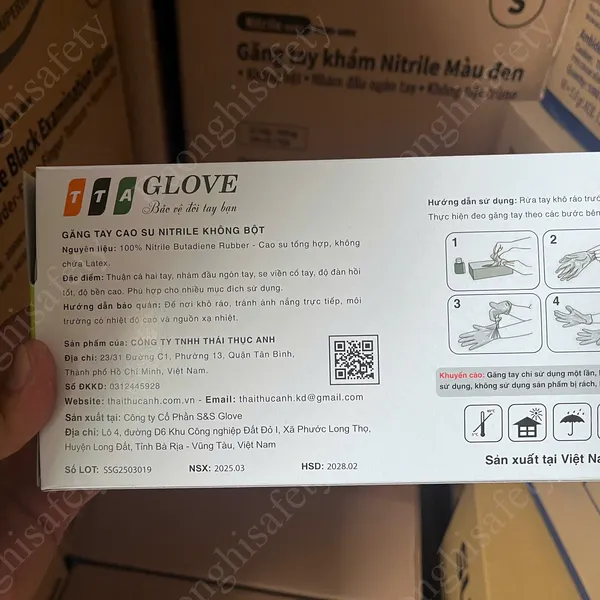 Găng tay khám Nitrile Màu đen
TTA GLOVE
Bảo vệ đôi tay bạn
GĂNG TAY CAO SU NITRILE KHÔNG BỘT
Nguyên liệu: 100% Nitrile Butadiene Rubber - Cao su tổng hợp, không
chứa Latex.
Đặc điểm: Thuận cả hai tay, nhám đầu ngón tay, se viền cổ tay, độ đàn hồi
tốt, độ bền cao. Phù hợp cho nhiều mục đích sử dụng.
Hướng dẫn bảo quản: Để nơi khô ráo, tránh ánh nắng trực tiếp, môi
trường có nhiệt độ cao và nguồn xạ nhiệt.
Sản phẩm của: CÔNG TY TNHH THÁI THỤC ANH
Địa chỉ: 23/31 Đường C1, Phường 13, Quận Tân Bình,
Thành phố Hồ Chí Minh, Việt Nam.
Số ĐKKD: 0312445928
Website: thaithucanh.com.vn - Email: thaithucanh.kd@gmail.com
Sản xuất tại: Công ty Cổ Phần S&S Glove
Địa chỉ: Lô 4, đường D6 Khu Công nghiệp Đất Đỏ I, Xã Phước Long Thọ,
Huyện Long Đất, Tỉnh Bà Rịa - Vũng Tàu, Việt Nam
Số LOT: SSG2503019 NSX: 2025.03 HSD: 2028.02
Hướng dẫn sử dụng: Rửa tay khô ráo trướ
Thực hiện đeo găng tay theo các bước bên
1
2
3
4
Khuyến cáo: Găng tay chỉ sử dụng một lần,
sử dụng, không sử dụng sản phẩm bị rách,
Sản xuất tại Việt Na